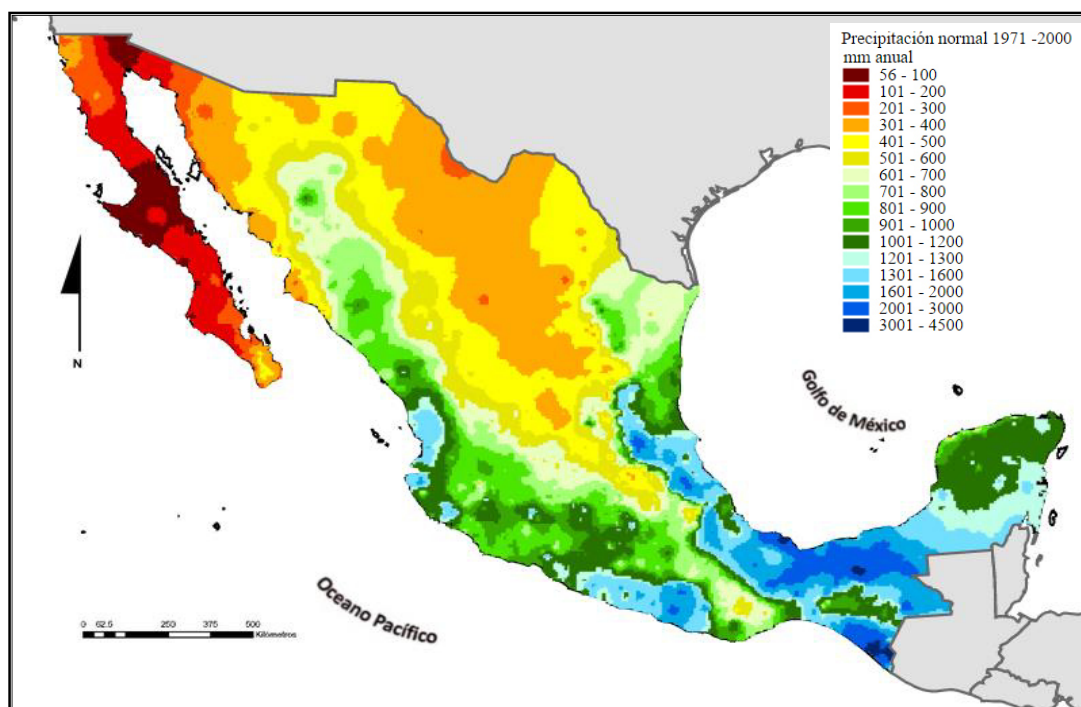 Precipitación normal 1971 -2000
mm anual
56 - 100
101 - 200
201 - 300
301 - 400
401 - 500
501 - 600
601 - 700
701 - 800
801 - 900
901 - 1000
1001 - 1200
1201 - 1300
1301 - 1600
1601 - 2000
2001 - 3000
3001 - 4500
N
Golfo de México
Oceano Pacífico
0 62.5 250 375 500
Kilómetros